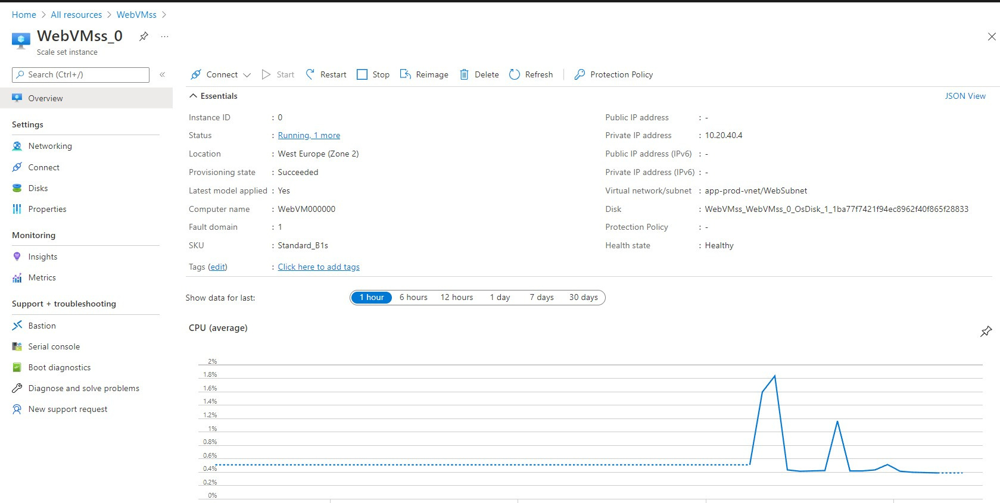 Home > All resources > WebVMss >
WebVMss_0
Scale set instance
Search (Ctrl+/)
Overview
Settings
Networking
Connect
Disks
Properties
Monitoring
Insights
Metrics
Support + troubleshooting
Bastion
Serial console
Boot diagnostics
Diagnose and solve problems
New support request
Connect Start Restart Stop Reimage Delete Refresh Protection Policy
Essentials JSON View
Instance ID : 0
Status : Running, 1 more
Location : West Europe (Zone 2)
Provisioning state : Succeeded
Latest model applied : Yes
Computer name : WebVM000000
Fault domain : 1
SKU : Standard_B1s
Tags (edit) : Click here to add tags
Public IP address : -
Private IP address : 10.20.40.4
Public IP address (IPv6) : -
Private IP address (IPv6) : -
Virtual network/subnet : app-prod-vnet/WebSubnet
Disk : WebVMss_WebVMss_0_OsDisk_1_1ba77f7421f94ec8962f40f865f28833
Protection Policy : -
Health state : Healthy
Show data for last: 1 hour 6 hours 12 hours 1 day 7 days 30 days
CPU (average)
2%
1.8%
1.6%
1.4%
1.2%
1%
0.8%
0.6%
0.4%
0.2%
0%